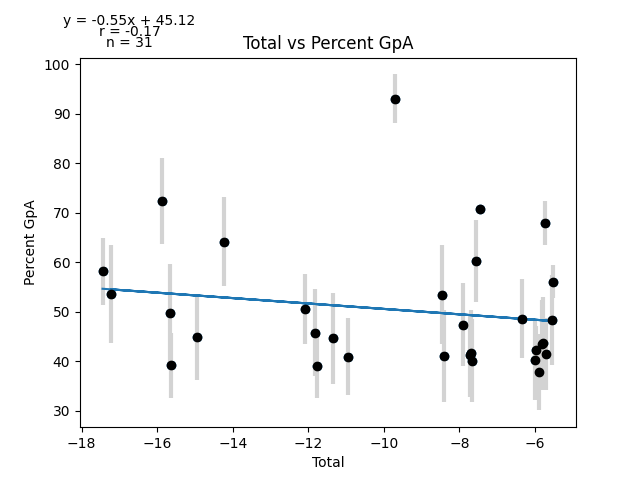 y = -0.55x + 45.12
r = -0.17
n = 31
Total vs Percent GpA
100
90
80
70
60
50
40
30
Percent GpA
−18 −16 −14 −12 −10 −8 −6
Total